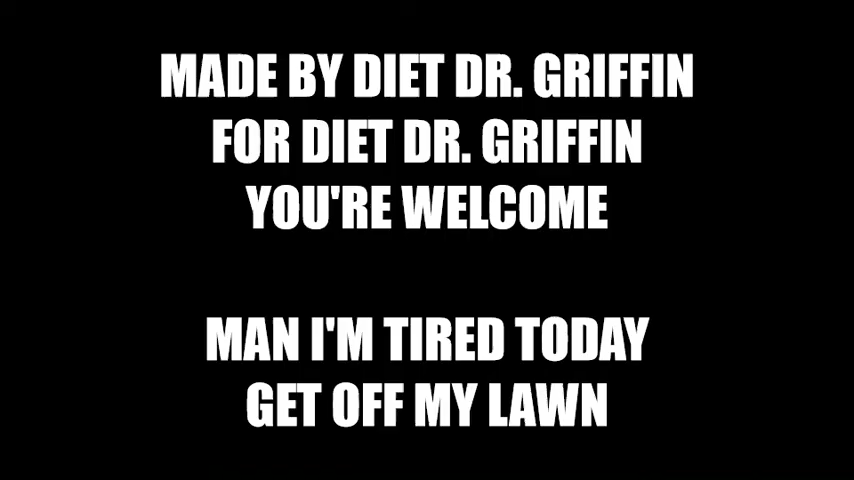 MADE BY DIET DR. GRIFFIN
FOR DIET DR. GRIFFIN
YOU'RE WELCOME
MAN I'M TIRED TODAY
GET OFF MY LAWN